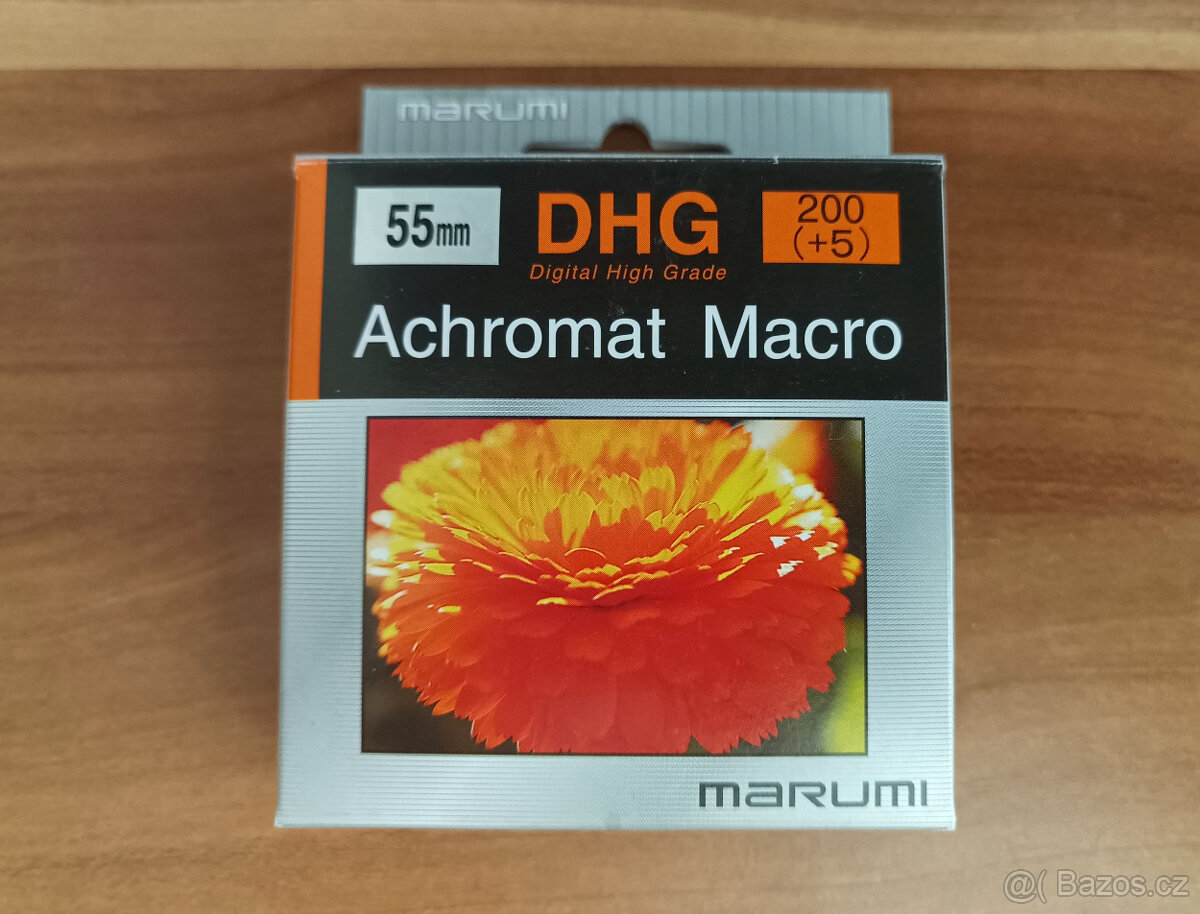 marumi
55mm
DHG
Digital High Grade
200
(+5)
Achromat Macro
marumi
@( Bazos.cz